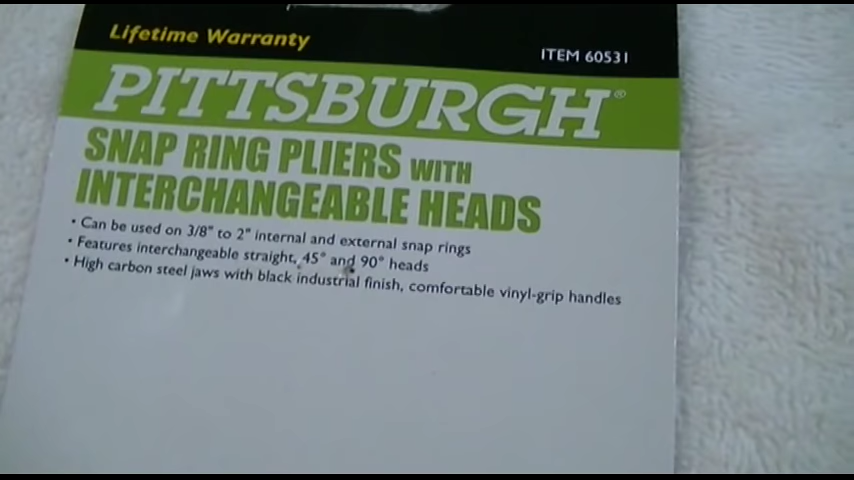 Lifetime Warranty
ITEM 60531
PITTSBURGH®
SNAP RING PLIERS WITH
INTERCHANGEABLE HEADS
• Can be used on 3/8" to 2" internal and external snap rings
• Features interchangeable straight, 45° and 90° heads
• High carbon steel jaws with black industrial finish, comfortable vinyl-grip handles